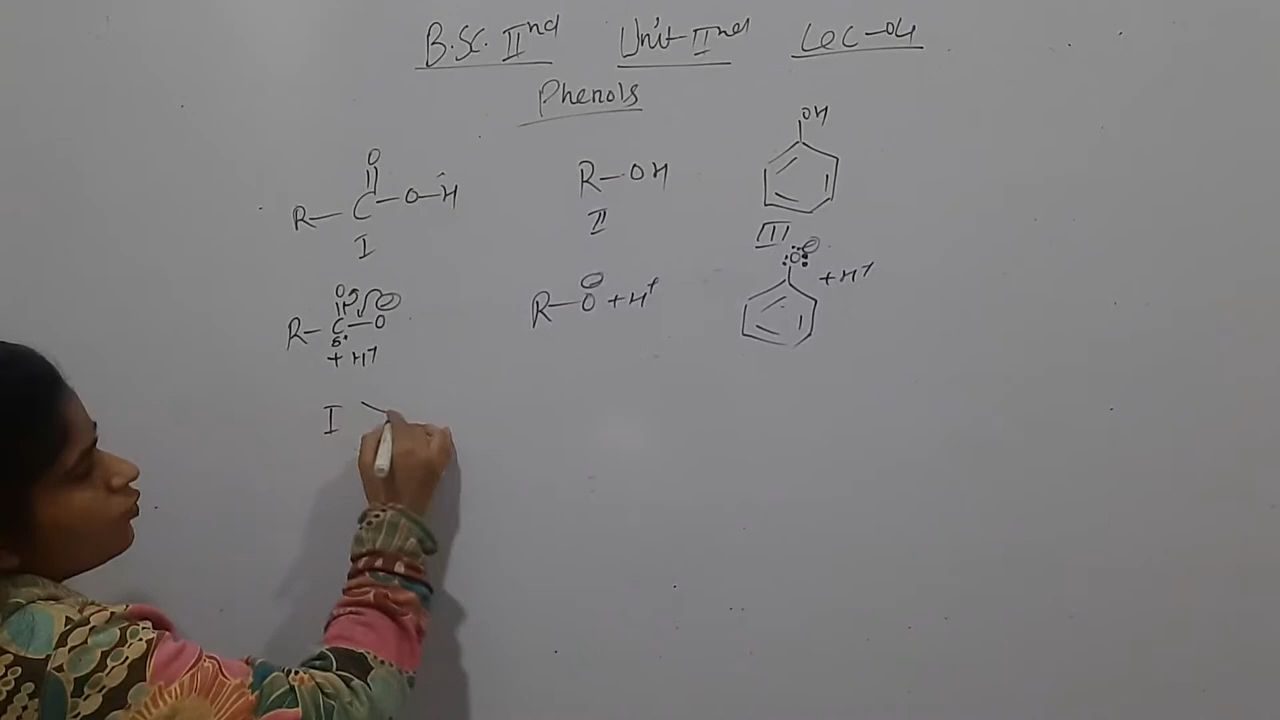 B.SC. IInd Unit-IInd Lec-04
Phenols
R-C-O-H
O
I
R-OH
II
OH
III
R-C-O
O
δ+
+H+
R-O +H+
O
+H+
I >